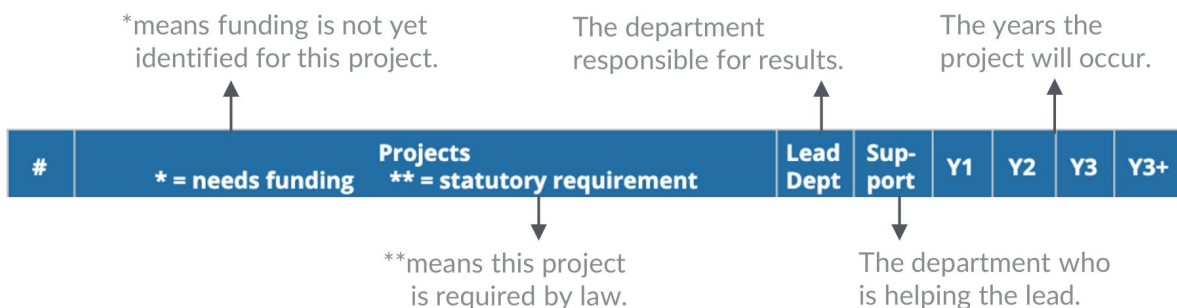 *means funding is not yet
identified for this project.
The department
responsible for results.
The years the
project will occur.
#
Projects
* = needs funding ** = statutory requirement
Lead
Dept
Sup-
port
Y1
Y2
Y3
Y3+
**means this project
is required by law.
The department who
is helping the lead.